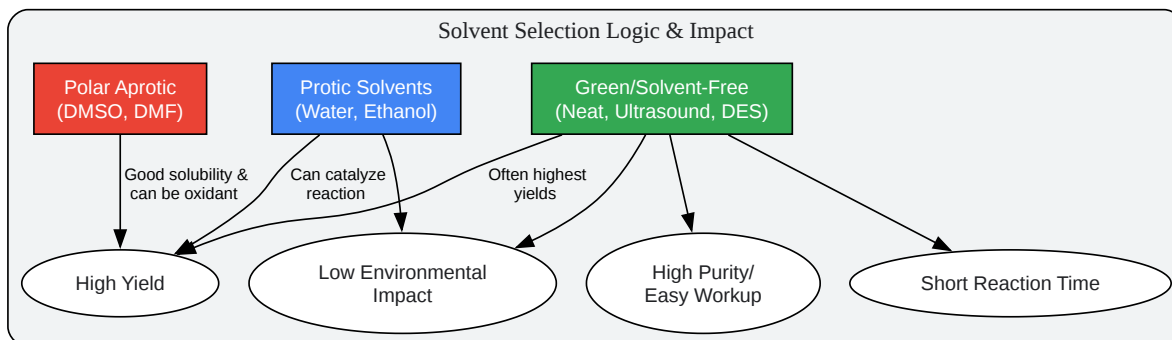 Solvent Selection Logic & Impact
Polar Aprotic
(DMSO, DMF)
Protic Solvents
(Water, Ethanol)
Green/Solvent-Free
(Neat, Ultrasound, DES)
Good solubility &
can be oxidant
Can catalyze
reaction
Often highest
yields
High Yield
Low Environmental
Impact
High Purity/
Easy Workup
Short Reaction Time